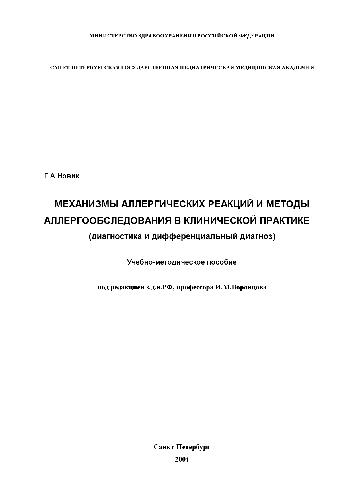 МИНИСТЕРСТВО ЗДРАВООХРАНЕНИЯ РОССИЙСКОЙ ФЕДЕРАЦИИ
САНКТ-ПЕТЕРБУРГСКАЯ ГОСУДАРСТВЕННАЯ ПЕДИАТРИЧЕСКАЯ МЕДИЦИНСКАЯ АКАДЕМИЯ
Г.А.Новик
МЕХАНИЗМЫ АЛЛЕРГИЧЕСКИХ РЕАКЦИЙ И МЕТОДЫ
АЛЛЕРГООБСЛЕДОВАНИЯ В КЛИНИЧЕСКОЙ ПРАКТИКЕ
(диагностика и дифференциальный диагноз)
Учебно-методическое пособие
под редакцией з.д.н.РФ, профессора И.М.Воронцова
Санкт-Петербург
2004